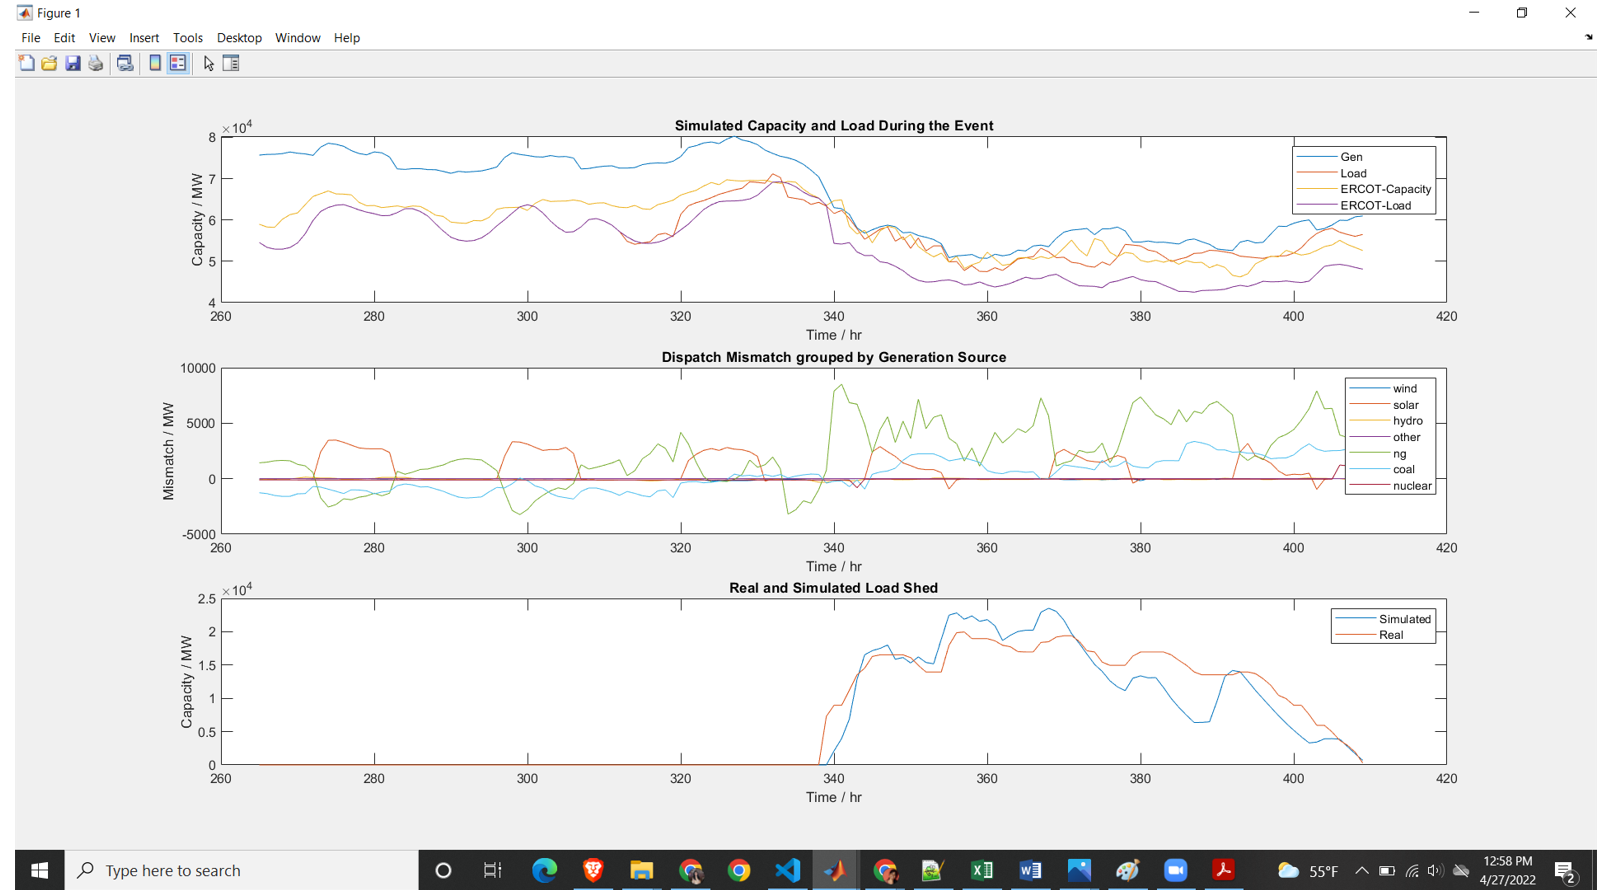 Figure 1
File Edit View Insert Tools Desktop Window Help
Simulated Capacity and Load During the Event
×10⁴
8
7
6
5
4
Capacity / MW
260 280 300 320 340 360 380 400 420
Time / hr
Gen
Load
ERCOT-Capacity
ERCOT-Load
Dispatch Mismatch grouped by Generation Source
10000
5000
0
-5000
Mismatch / MW
260 280 300 320 340 360 380 400 420
Time / hr
wind
solar
hydro
other
ng
coal
nuclear
Real and Simulated Load Shed
×10⁴
2.5
2
1.5
1
0.5
0
Capacity / MW
260 280 300 320 340 360 380 400 420
Time / hr
Simulated
Real
Type here to search
55°F
12:58 PM
4/27/2022
2